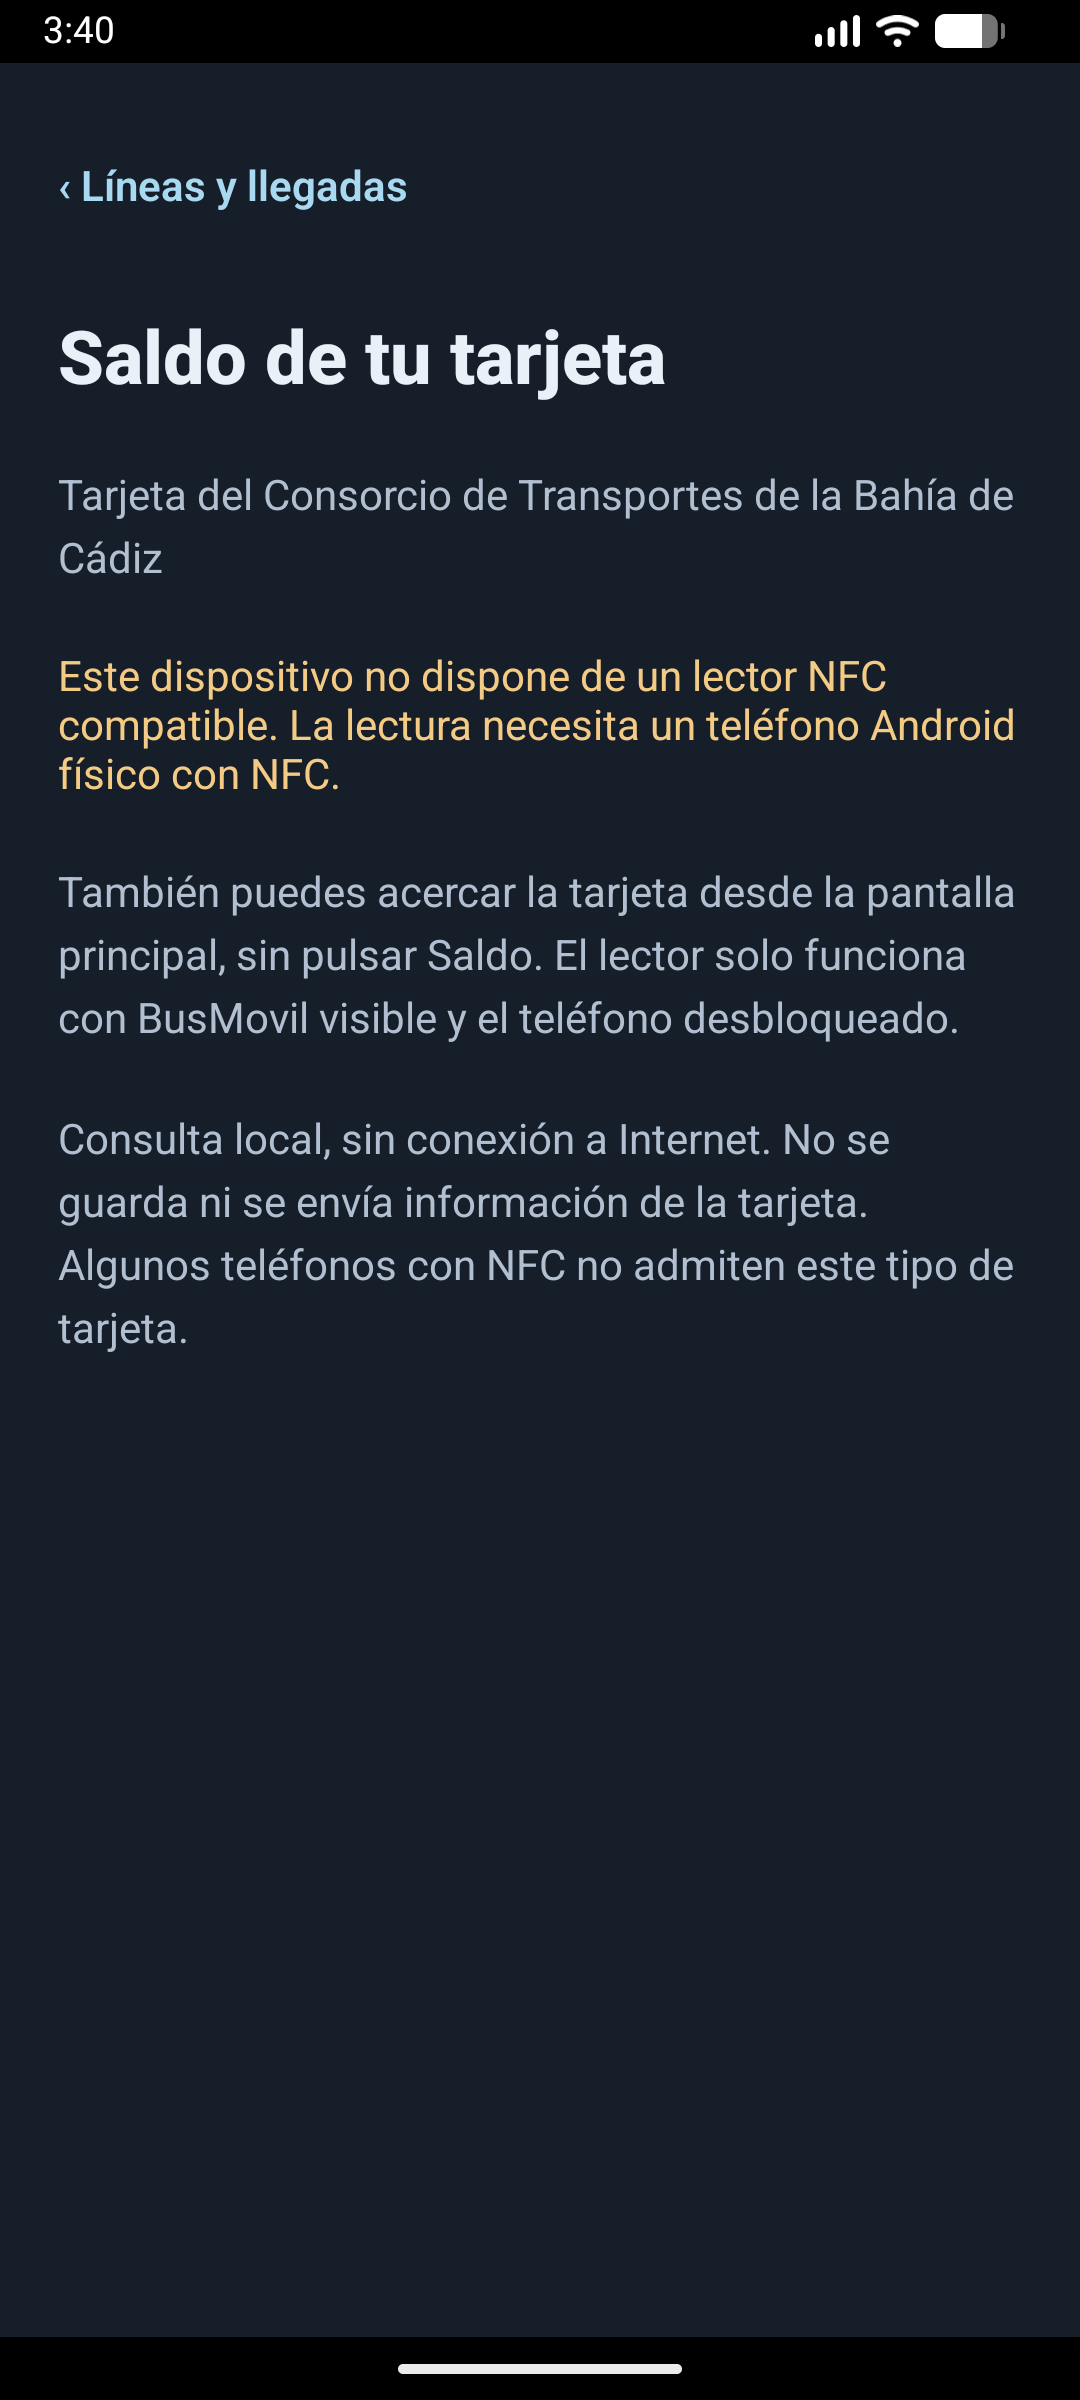 3:40
‹ Líneas y llegadas
Saldo de tu tarjeta
Tarjeta del Consorcio de Transportes de la Bahía de
Cádiz
Este dispositivo no dispone de un lector NFC
compatible. La lectura necesita un teléfono Android
físico con NFC.
También puedes acercar la tarjeta desde la pantalla
principal, sin pulsar Saldo. El lector solo funciona
con BusMovil visible y el teléfono desbloqueado.
Consulta local, sin conexión a Internet. No se
guarda ni se envía información de la tarjeta.
Algunos teléfonos con NFC no admiten este tipo de
tarjeta.